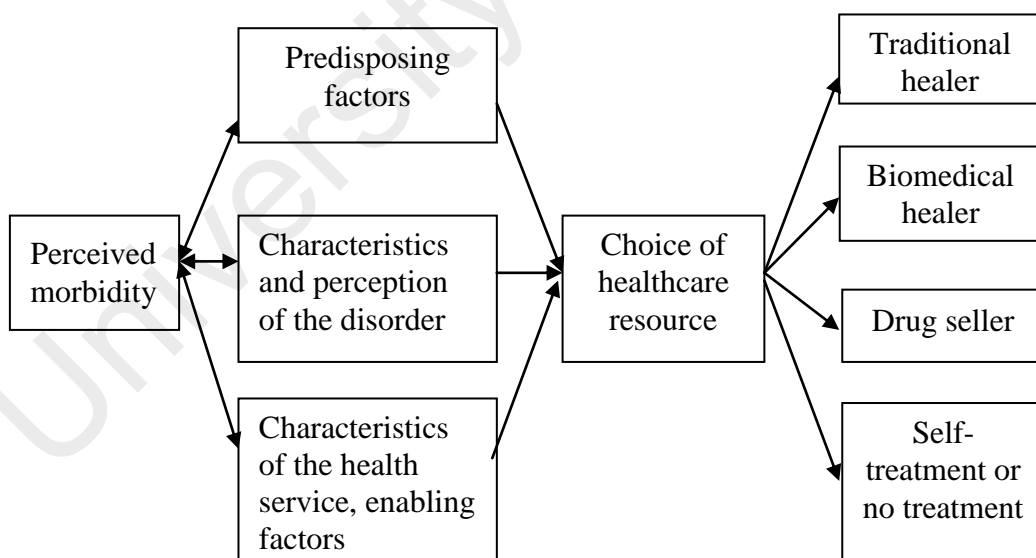 University
Perceived
morbidity
Predisposing
factors
Characteristics
and perception
of the disorder
Characteristics
of the health
service, enabling
factors
Choice of
healthcare
resource
Traditional
healer
Biomedical
healer
Drug seller
Self-
treatment or
no treatment